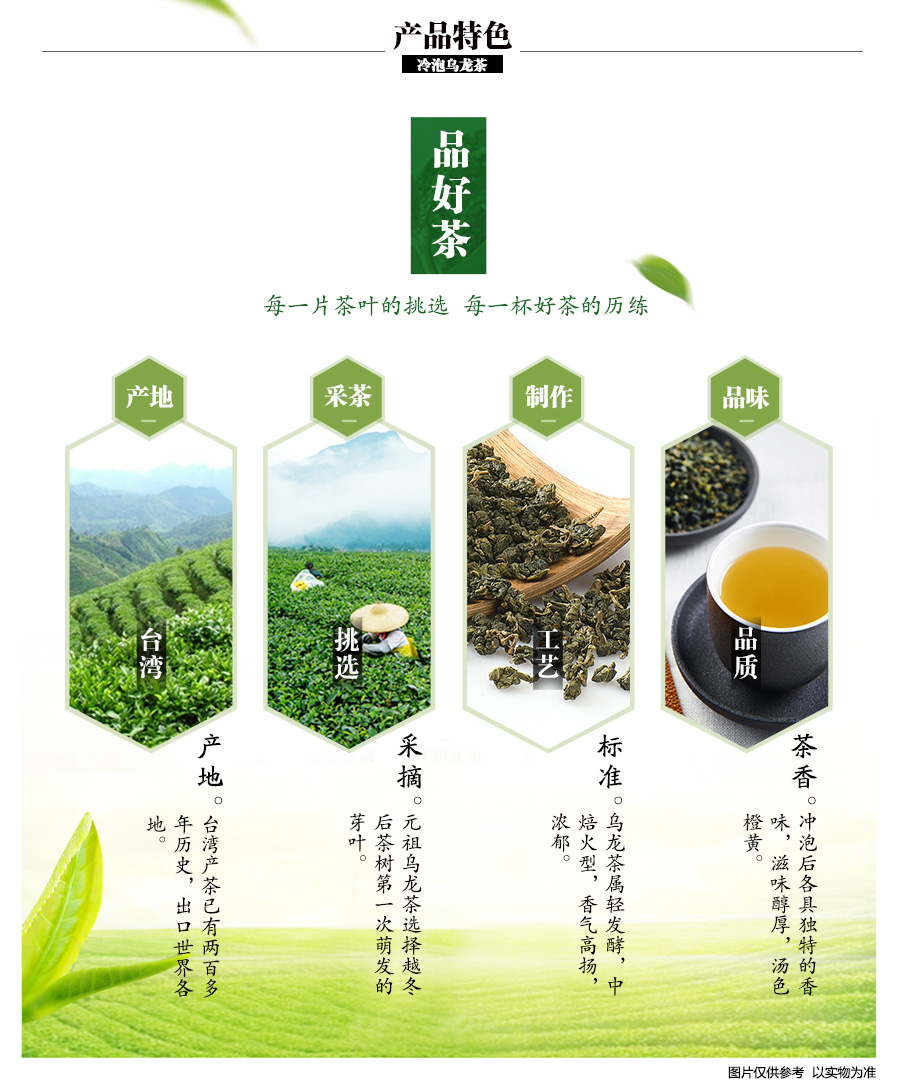 产品特色
冷泡乌龙茶
品好茶
每一片茶叶的挑选 每一杯好茶的历练
产地
台湾
产地。
台湾产茶已有两百多
年历史，出口世界各
地。
采茶
挑选
采摘。
元祖乌龙茶选择越冬
后茶树第一次萌发的
芽叶。
制作
工艺
标准。
乌龙茶属轻发酵，中
焙火型，香气高扬，
浓郁。
品味
品质
茶香。
冲泡后各具独特的香
味，滋味醇厚，汤色
橙黄。
图片仅供参考 以实物为准